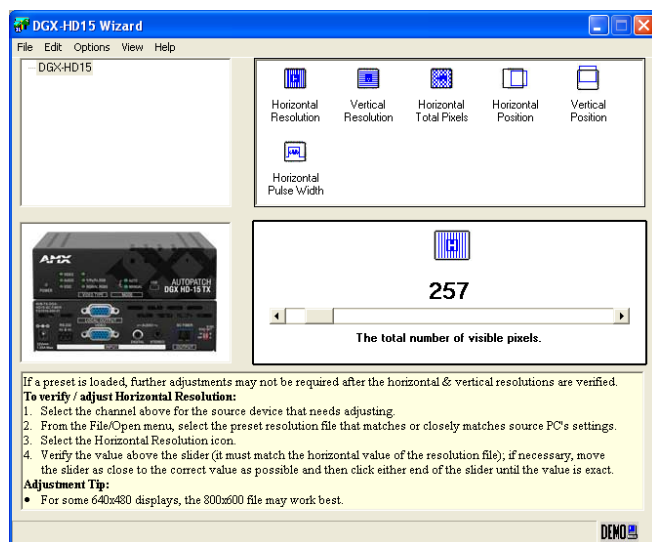 DGX-HD15 Wizard
File Edit Options View Help
DGX-HD15
Horizontal Resolution
Vertical Resolution
Horizontal Total Pixels
Horizontal Position
Vertical Position
Horizontal Pulse Width
AMX
POWER
AUTO
AUTOPATCH
DGX HD-15 TX
LOCAL OUTPUT
DIGITAL
H
257
The total number of visible pixels.
If a preset is loaded, further adjustments may not be required after the horizontal & vertical resolutions are verified.
To verify / adjust Horizontal Resolution:
1. Select the channel above for the source device that needs adjusting.
2. From the File/Open menu, select the preset resolution file that matches or closely matches source PC's settings.
3. Select the Horizontal Resolution icon.
4. Verify the value above the slider (it must match the horizontal value of the resolution file); if necessary, move
the slider as close to the correct value as possible and then click either end of the slider until the value is exact.
Adjustment Tip:
• For some 640x480 displays, the 800x600 file may work best.
DEMO